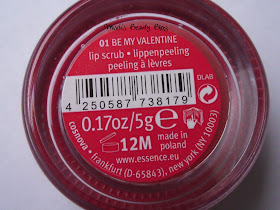 01 BE MY VALENTINE
lip scrub • lippenpeeling
peeling à lèvres
DLAB
4 250587 738179
0.17oz/5g
12M
made in
poland
www.essence.eu
cosnova • frankfurt (D-65843), new york (NY 10003)